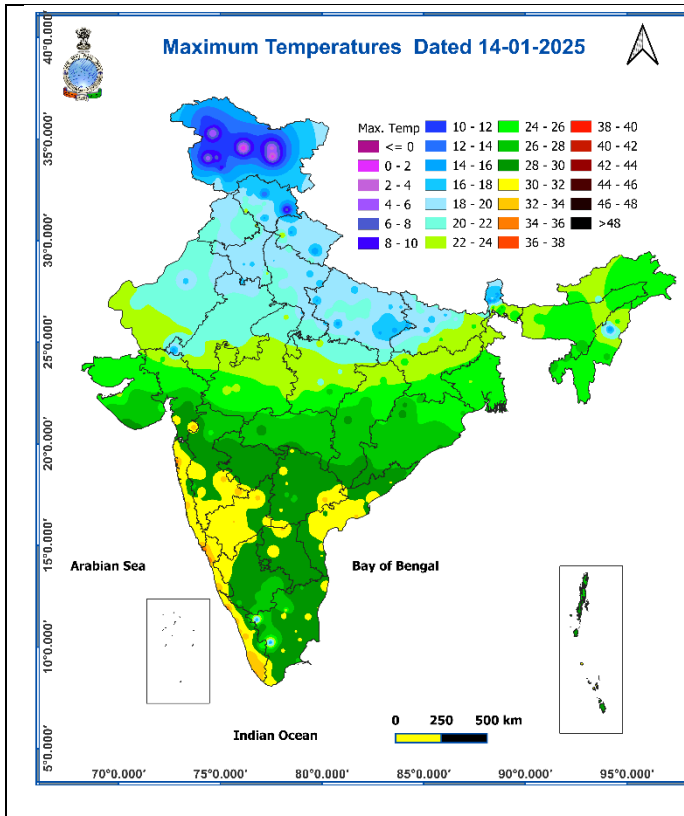 Maximum Temperatures Dated 14-01-2025
Max. Temp
<= 0
0 - 2
2 - 4
4 - 6
6 - 8
8 - 10
10 - 12
12 - 14
14 - 16
16 - 18
18 - 20
20 - 22
22 - 24
24 - 26
26 - 28
28 - 30
30 - 32
32 - 34
34 - 36
36 - 38
38 - 40
40 - 42
42 - 44
44 - 46
46 - 48
>48
40°0.000'
35°0.000'
30°0.000'
25°0.000'
20°0.000'
15°0.000'
10°0.000'
5°0.000'
Arabian Sea
Bay of Bengal
Indian Ocean
0 250 500 km
70°0.000' 75°0.000' 80°0.000' 85°0.000' 90°0.000' 95°0.000'